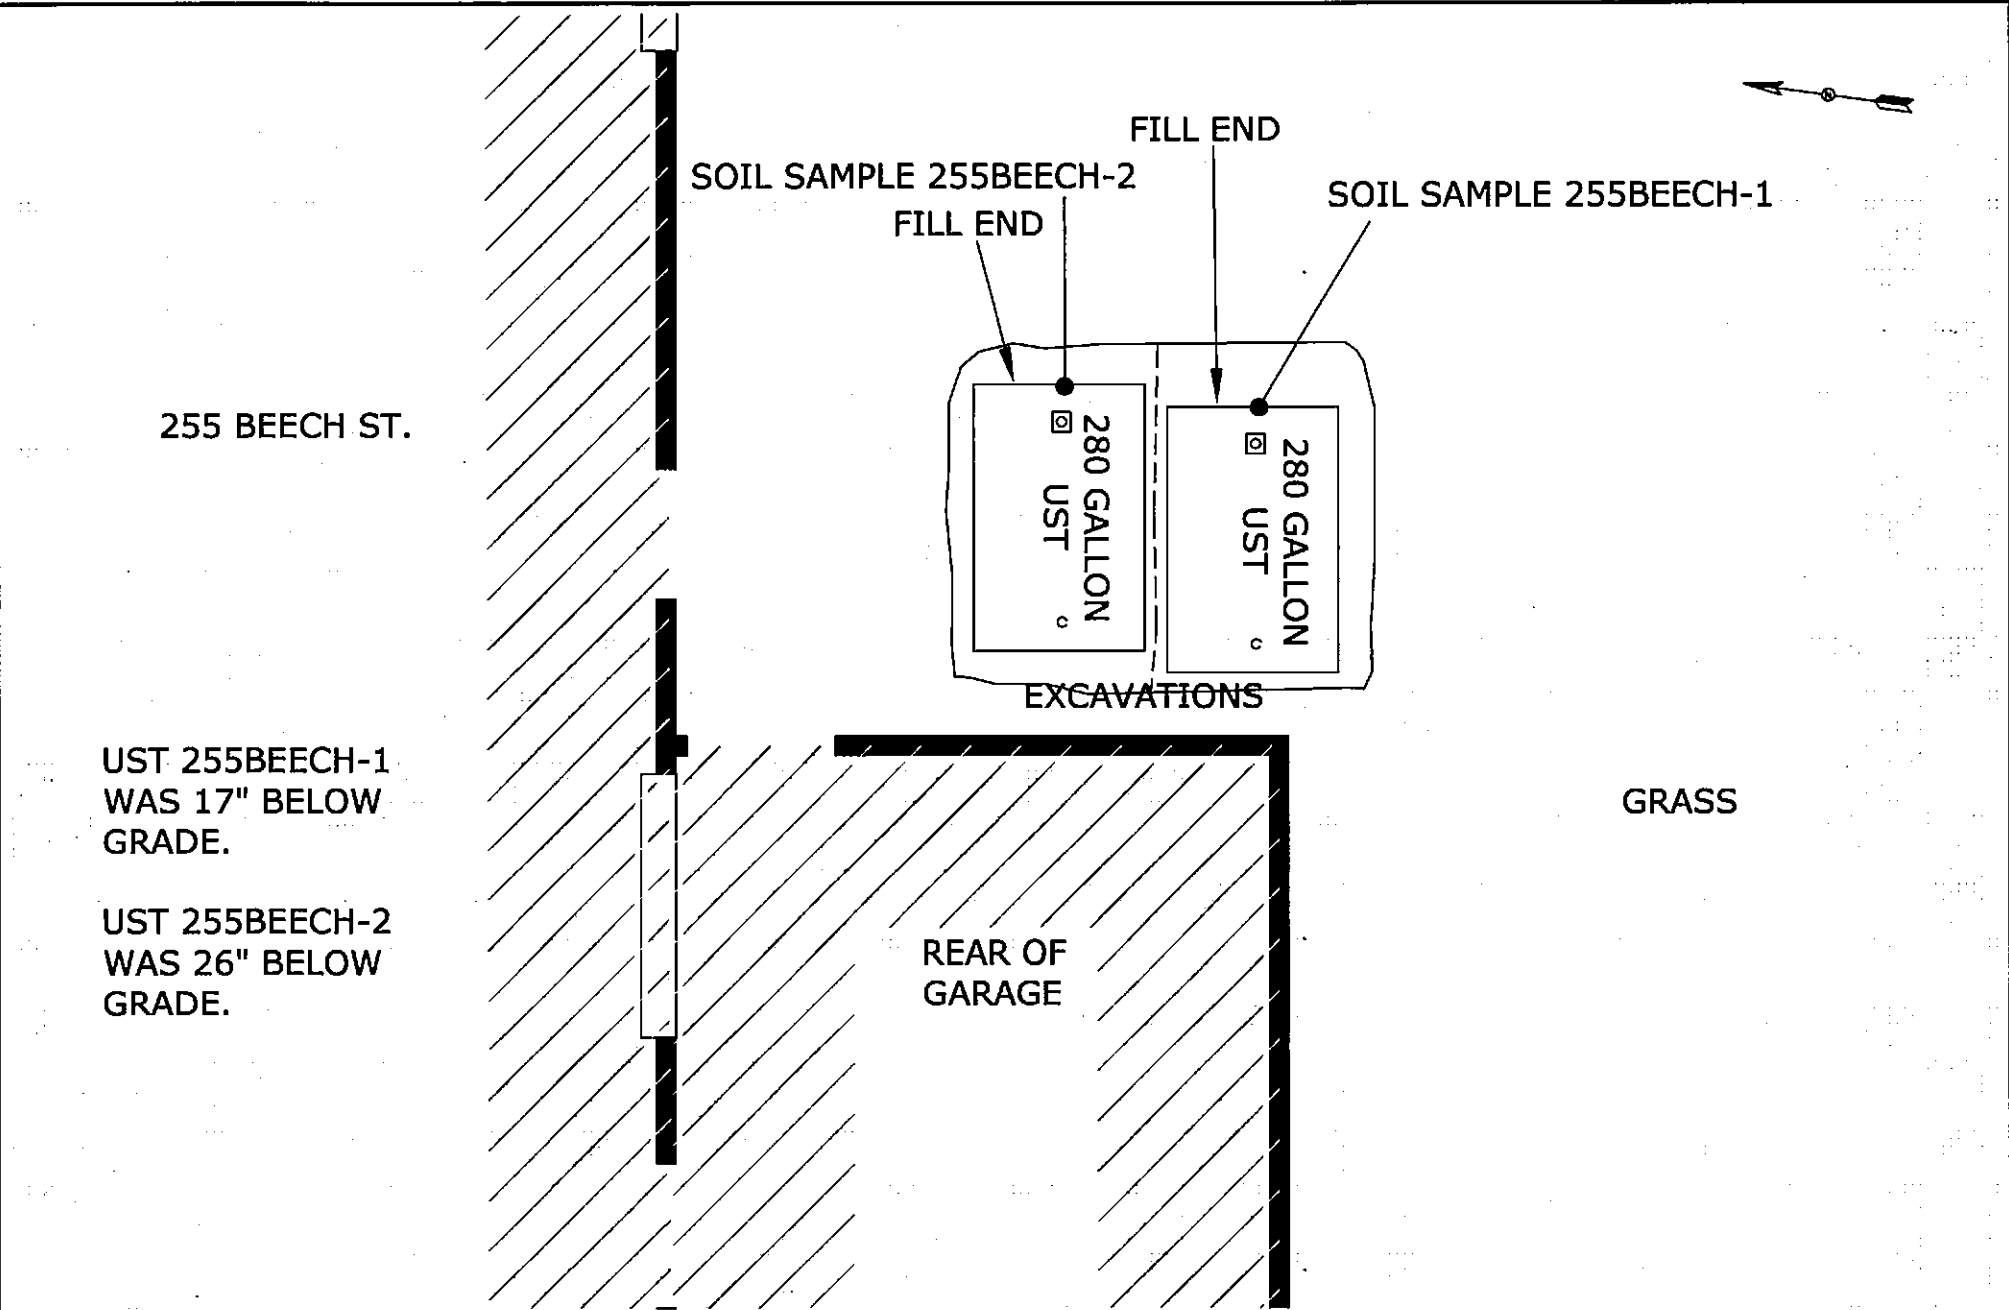 N
FILL END
SOIL SAMPLE 255BEECH-2
SOIL SAMPLE 255BEECH-1
FILL END
255 BEECH ST.
280 GALLON
UST
C
280 GALLON
UST
C
EXCAVATIONS
UST 255BEECH-1
WAS 17" BELOW
GRADE.
GRASS
UST 255BEECH-2
WAS 26" BELOW
GRADE.
REAR OF
GARAGE